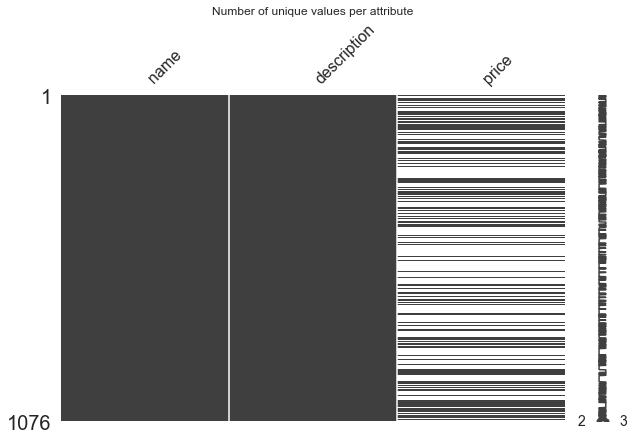 Number of unique values per attribute
name
description
price
1
1076
2
3